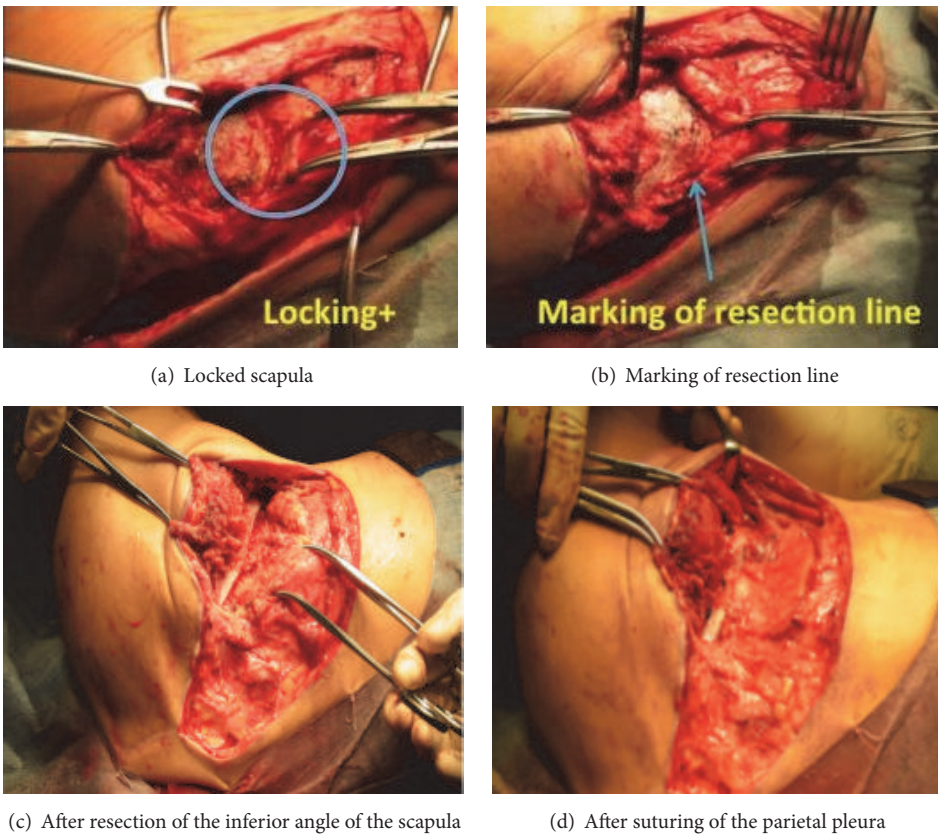 Locking+
Marking of resection line
(a) Locked scapula
(b) Marking of resection line
(c) After resection of the inferior angle of the scapula
(d) After suturing of the parietal pleura